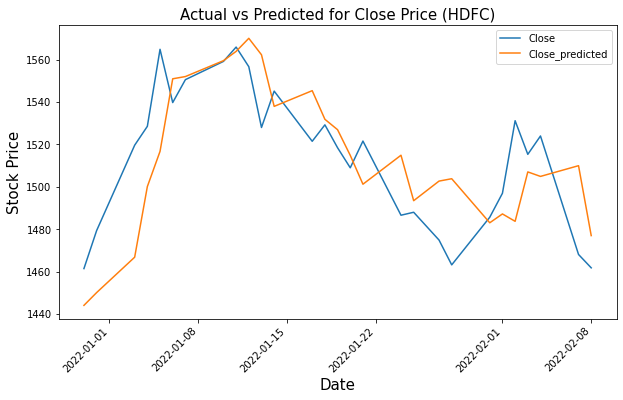 Actual vs Predicted for Close Price (HDFC)
Close
Close_predicted
Stock Price
1560
1540
1520
1500
1480
1460
1440
2022-01-01
2022-01-08
2022-01-15
2022-01-22
2022-02-01
2022-02-08
Date